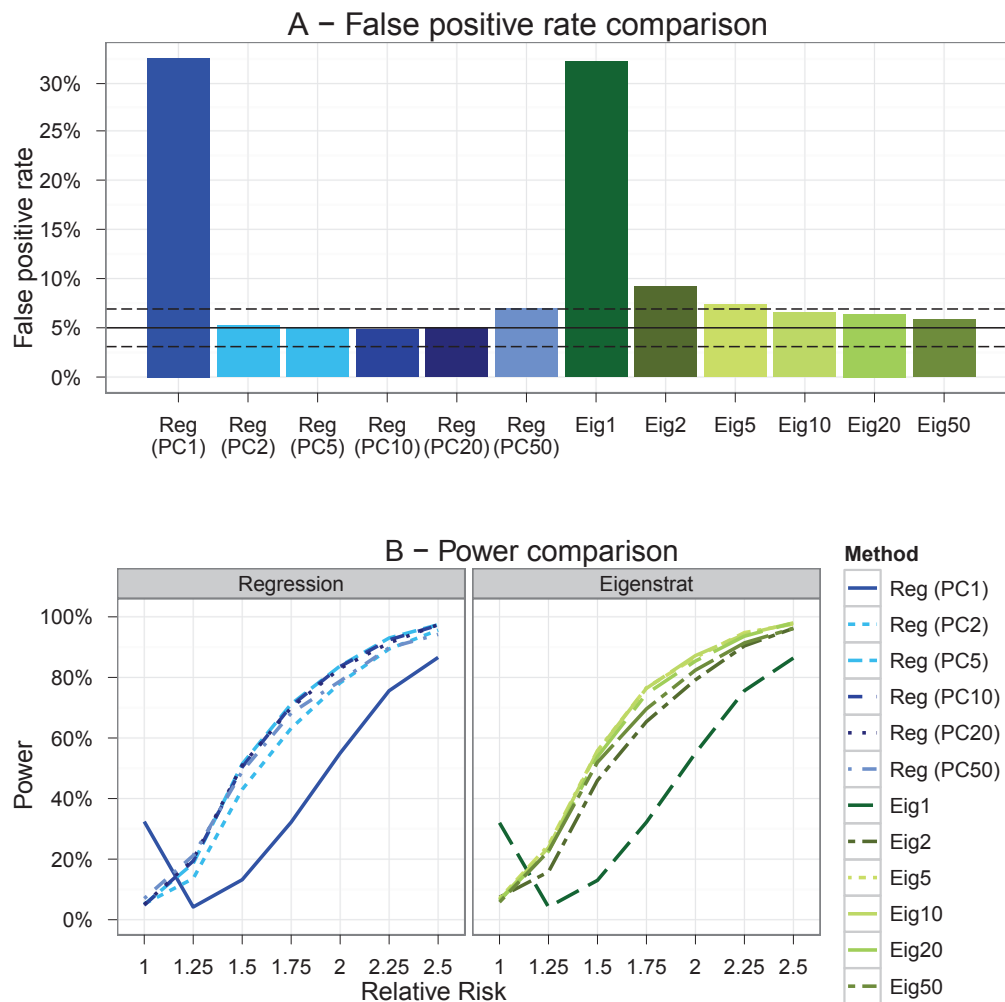 A − False positive rate comparison
False positive rate
30%
25%
20%
15%
10%
5%
0%
Reg (PC1)
Reg (PC2)
Reg (PC5)
Reg (PC10)
Reg (PC20)
Reg (PC50)
Eig1
Eig2
Eig5
Eig10
Eig20
Eig50
B − Power comparison
Regression
Eigenstrat
Power
100%
80%
60%
40%
20%
0%
1 1.25 1.5 1.75 2 2.25 2.5
1 1.25 1.5 1.75 2 2.25 2.5
Relative Risk
Method
Reg (PC1)
Reg (PC2)
Reg (PC5)
Reg (PC10)
Reg (PC20)
Reg (PC50)
Eig1
Eig2
Eig5
Eig10
Eig20
Eig50